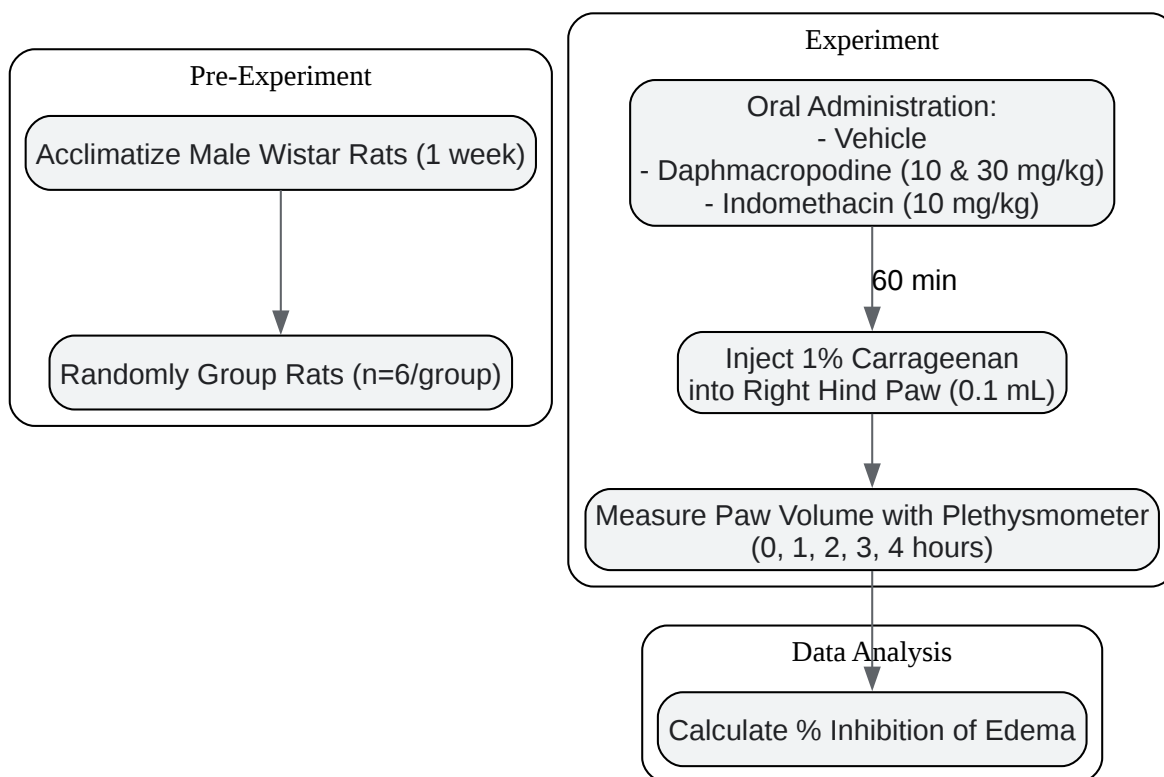 Pre-Experiment
Acclimatize Male Wistar Rats (1 week)
Randomly Group Rats (n=6/group)
Experiment
Oral Administration:
- Vehicle
- Daphmacropodine (10 & 30 mg/kg)
- Indomethacin (10 mg/kg)
60 min
Inject 1% Carrageenan
into Right Hind Paw (0.1 mL)
Measure Paw Volume with Plethysmometer
(0, 1, 2, 3, 4 hours)
Data Analysis
Calculate % Inhibition of Edema